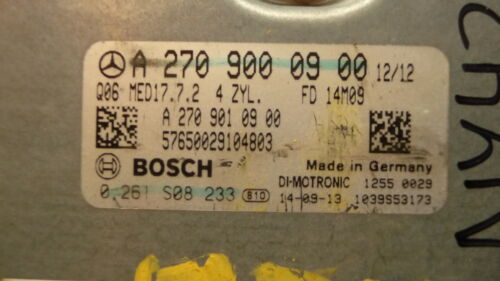 A 270 900 09 00 12/12
Q06 MED17.7.2 4 ZYL. FD 14M09
A 270 901 09 00
57650029104803
BOSCH Made in Germany
DI-MOTRONIC 1255 0029
0 261 S08 233 B10 14-09-13 1039S53173